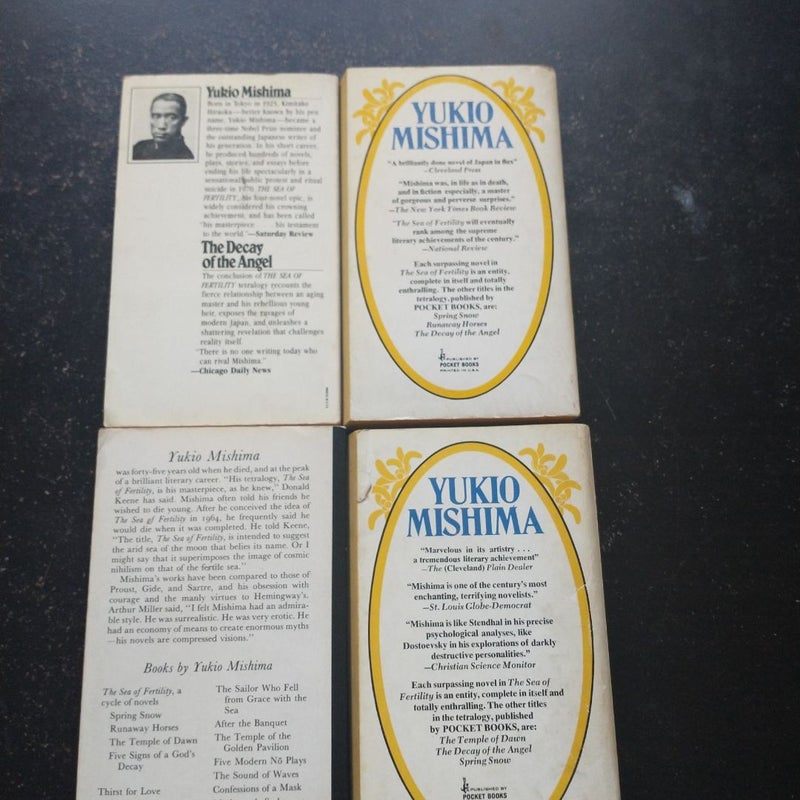 Yukio Mishima
Born in Tokyo in 1925, Kimitake
Hiraoka—better known by his pen
name, Yukio Mishima—became a
three-time Nobel Prize nominee and
the outstanding Japanese writer of
his generation. In his short career,
he produced hundreds of novels,
plays, stories, and essays before
ending his life spectacularly in a
sensational public protest and ritual
suicide in 1970. THE SEA OF
FERTILITY, his four-novel epic, is
widely considered his crowning
achievement, and has been called
'his masterpiece his testament
to the world'—Saturday Review
The Decay
of the Angel
The conclusion of THE SEA OF
FERTILITY tetralogy recounts the
fierce relationship between an aging
master and his rebellious young
heir, exposes the ravages of
modern Japan, and unleashes a
shattering revelation that challenges
reality itself.
"There is no one writing today who
can rival Mishima."
—Chicago Daily News
YUKIO
MISHIMA
"A brilliantly done novel of Japan in flux"
—Cleveland Press
"Mishima was, in life as in death,
and in fiction especially, a master
of gorgeous and perverse surprises."
—The New York Times Book Review
"The Sea of Fertility will eventually
rank among the supreme
literary achievements of the century."
—National Review
Each surpassing novel in
The Sea of Fertility is an entity,
complete in itself and totally
enthralling. The other titles in the
tetralogy, published by
POCKET BOOKS, are:
Spring Snow
Runaway Horses
The Decay of the Angel
PUBLISHED BY
POCKET BOOKS
PRINTED IN U.S.A.
Yukio Mishima
was forty-five years old when he died, and at the peak
of a brilliant literary career. "His tetralogy, The Sea
of Fertility, is his masterpiece, as he knew," Donald
Keene has said. Mishima often told his friends he
wished to die young. After he conceived the idea of
The Sea of Fertility in 1964, he frequently said he
would die when it was completed. He told Keene,
"The title, The Sea of Fertility, is intended to suggest
the arid sea of the moon that belies its name. Or I
might say that it superimposes the image of cosmic
nihilism on that of the fertile sea."
Mishima's works have been compared to those of
Proust, Gide, and Sartre, and his obsession with
courage and the manly virtues to Hemingway's.
Arthur Miller said, "I felt Mishima had an admira-
ble style. He was surrealistic. He was very erotic. He
had an economy of means to create enormous myths
—his novels are compressed visions."
Books by Yukio Mishima
The Sea of Fertility, a
cycle of novels
Spring Snow
Runaway Horses
The Temple of Dawn
Five Signs of a God's
Decay
Thirst for Love
The Sailor Who Fell
from Grace with the
Sea
After the Banquet
The Temple of the
Golden Pavilion
Five Modern Nō Plays
The Sound of Waves
Confessions of a Mask
YUKIO
MISHIMA
"Marvelous in its artistry . . .
a tremendous literary achievement"
—The (Cleveland) Plain Dealer
"Mishima is one of the century's most
enchanting, terrifying novelists."
—St. Louis Globe-Democrat
"Mishima is like Stendhal in his precise
psychological analyses, like
Dostoevsky in his explorations of darkly
destructive personalities."
—Christian Science Monitor
Each surpassing novel in The Sea of
Fertility is an entity, complete in itself and
totally enthralling. The other titles
in the tetralogy, published
by POCKET BOOKS, are:
The Temple of Dawn
The Decay of the Angel
Spring Snow
PUBLISHED BY
POCKET BOOKS